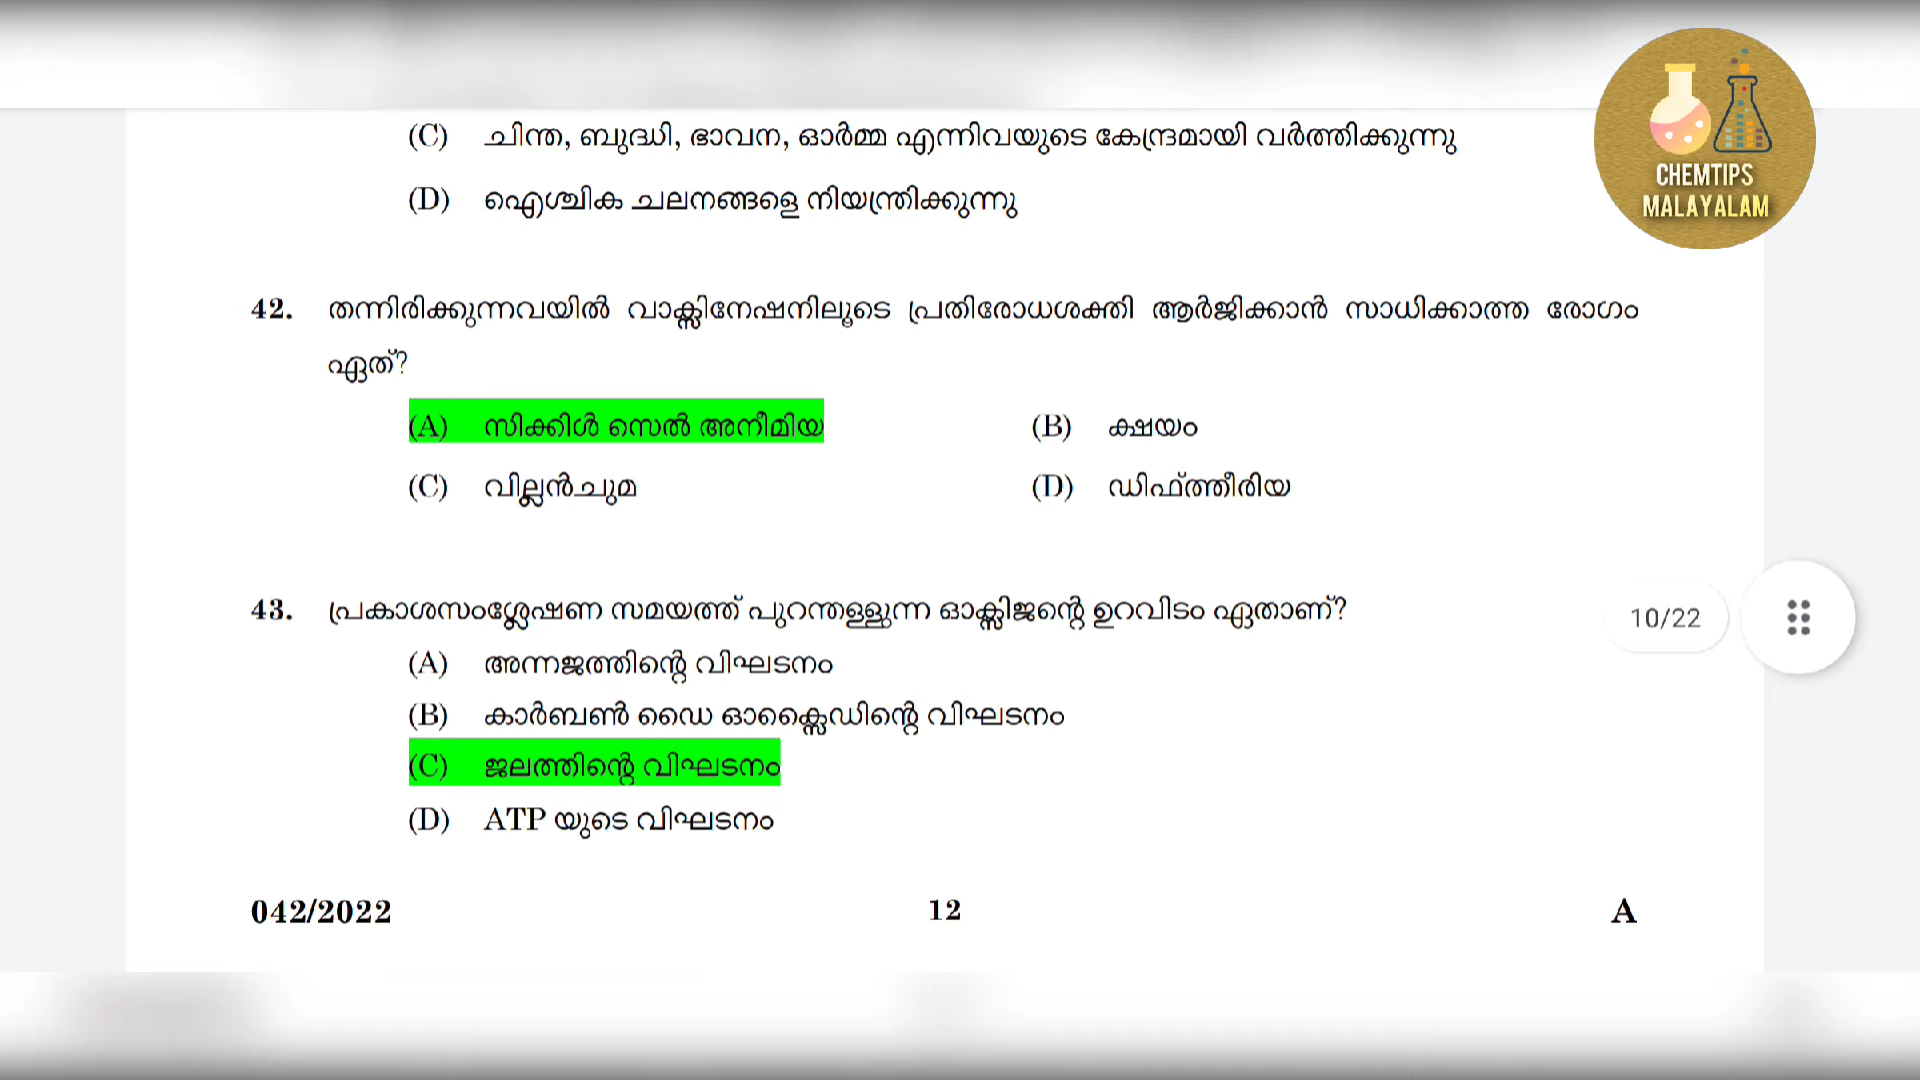 (C) ചിന്ത, ബുദ്ധി, ഭാവന, ഓർമ്മ എന്നിവയുടെ കേന്ദ്രമായി വർത്തിക്കുന്നു
(D) ഐശ്ചിക ചലനങ്ങളെ നിയന്ത്രിക്കുന്നു
CHEMTIPS
MALAYALAM
42. തന്നിരിക്കുന്നവയിൽ വാക്സിനേഷനിലൂടെ പ്രതിരോധശക്തി ആർജിക്കാൻ സാധിക്കാത്ത രോഗം
ഏത്?
(A) സിക്കിൾ സെൽ അനീമിയ (B) ക്ഷയം
(C) വില്ലൻചുമ (D) ഡിഫ്ത്തീരിയ
43. പ്രകാശസംശ്ലേഷണ സമയത്ത് പുറന്തള്ളുന്ന ഓക്സിജന്റെ ഉറവിടം ഏതാണ്?
10/22
(A) അന്നജത്തിന്റെ വിഘടനം
(B) കാർബൺ ഡൈ ഓക്സൈഡിന്റെ വിഘടനം
(C) ജലത്തിന്റെ വിഘടനം
(D) ATP യുടെ വിഘടനം
042/2022 12 A